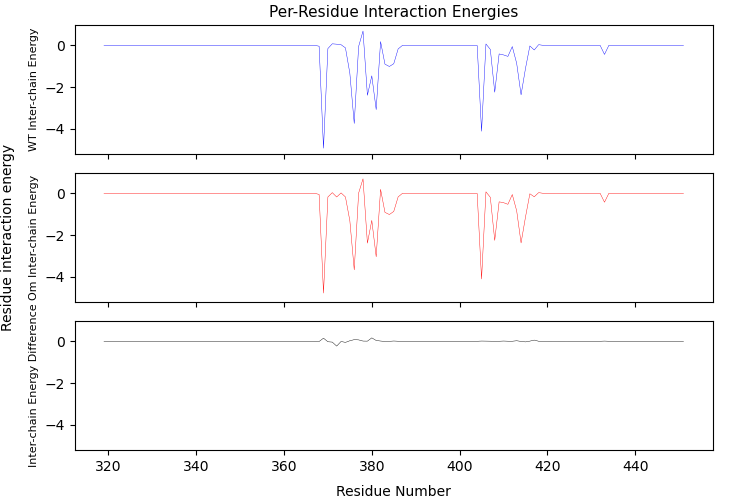 Per-Residue Interaction Energies
Residue interaction energy
WT Inter-chain Energy
0
−2
−4
Om Inter-chain Energy
0
−2
−4
Inter-chain Energy Difference
0
−2
−4
320 340 360 380 400 420 440
Residue Number